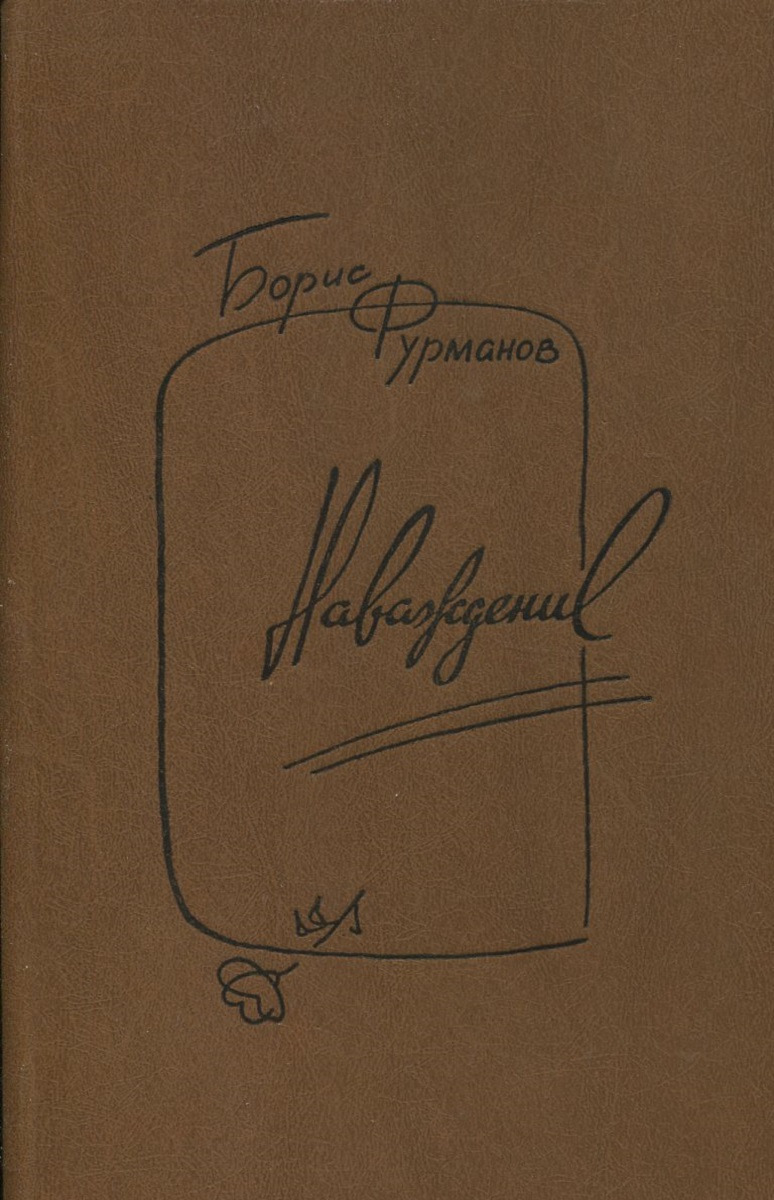 Борис
Фурманов
Наваждение